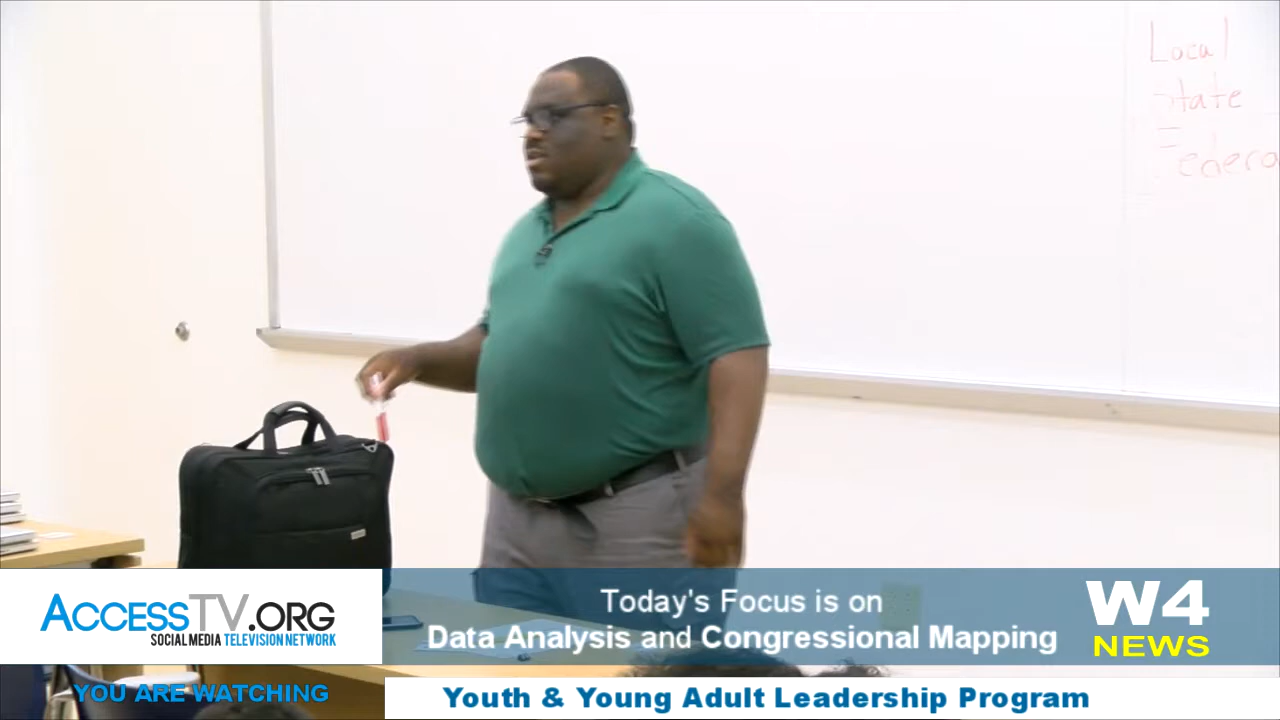 Local
State
Federa
Today's Focus is on
Data Analysis and Congressional Mapping
W4
NEWS
ACCESSTV.ORG
SOCIAL MEDIA TELEVISION NETWORK
YOU ARE WATCHING
Youth & Young Adult Leadership Program